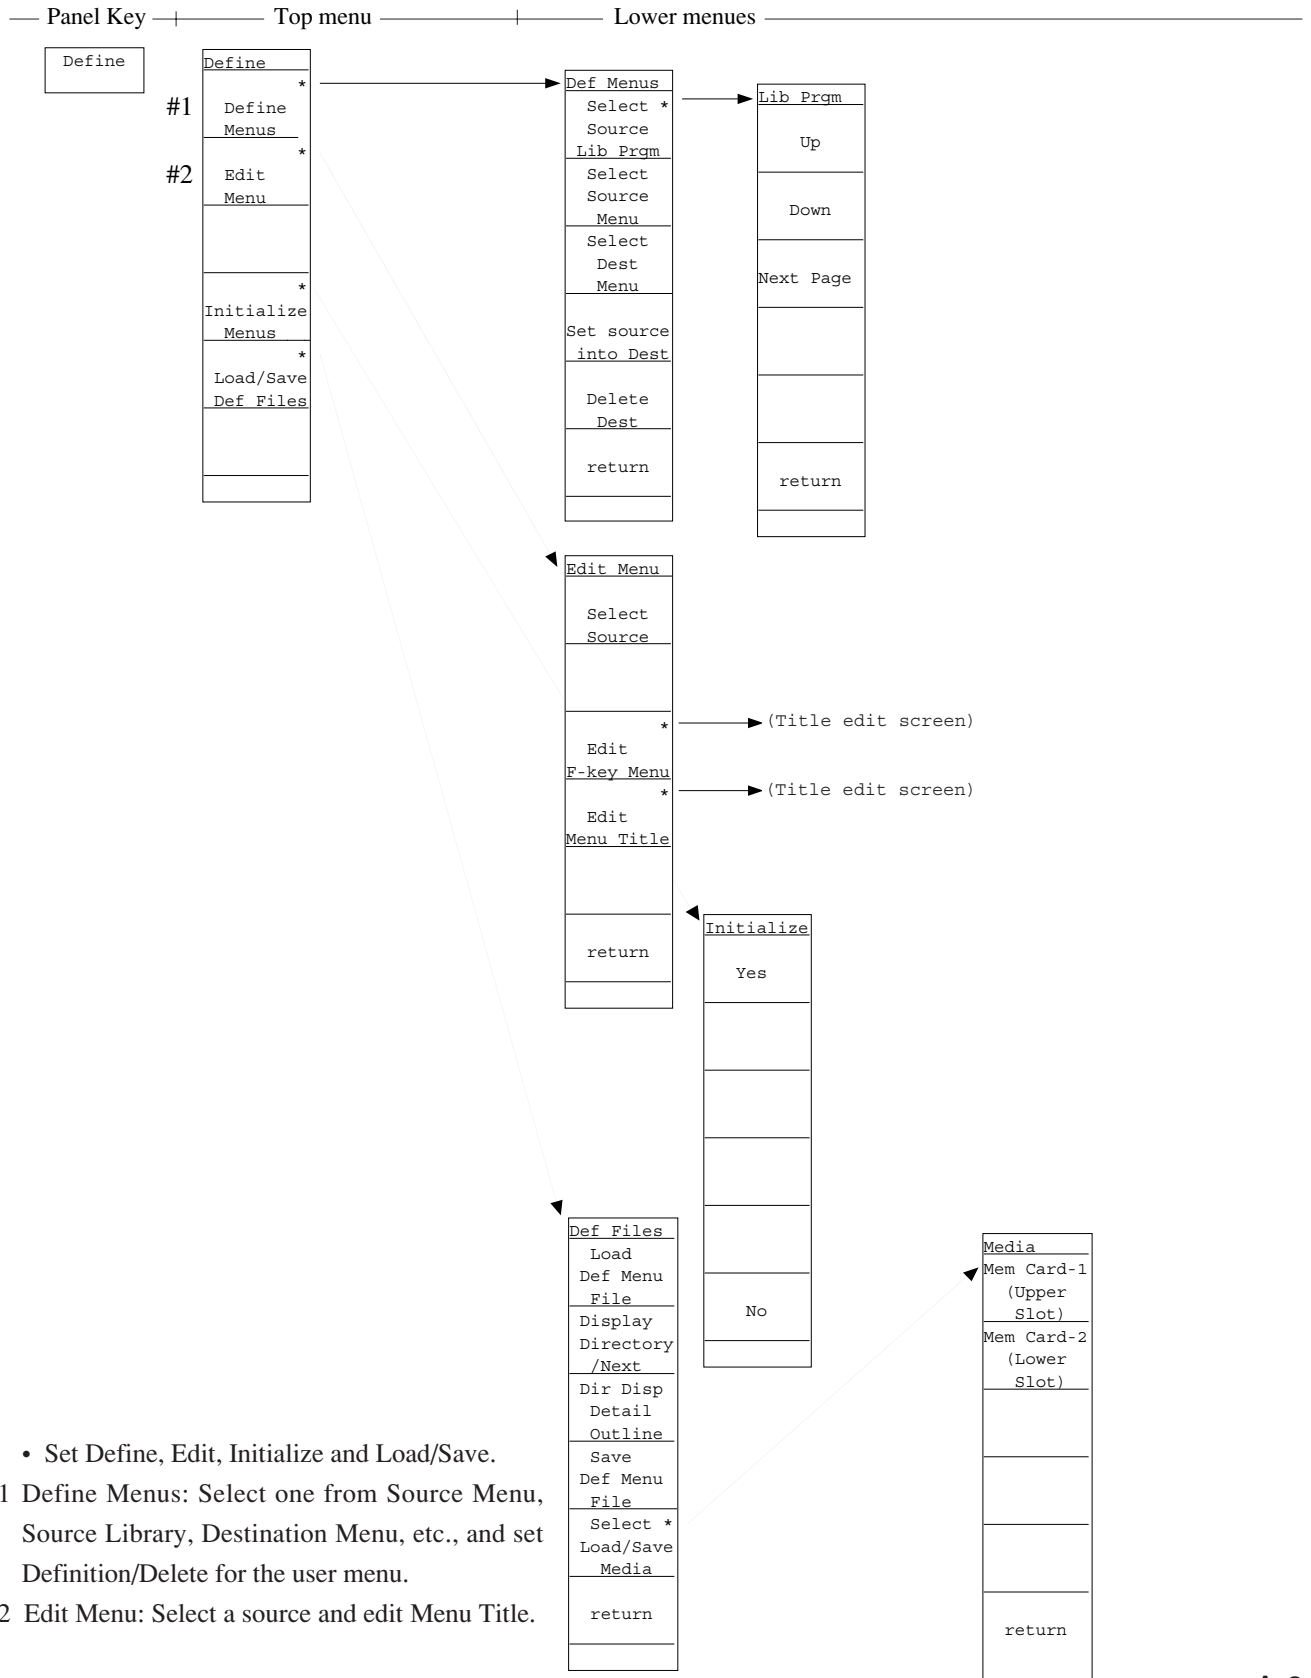 Panel Key
Top menu
Lower menues
Define
Define
*
#1
Define
Menus
*
#2
Edit
Menu
*
Initialize
Menus
*
Load/Save
Def Files
Def Menus
Select *
Source
Lib Prgm
Select
Source
Menu
Select
Dest
Menu
Set source
into Dest
Delete
Dest
return
Lib Prgm
Up
Down
Next Page
return
Edit Menu
Select
Source
*
Edit
F-key Menu
*
Edit
Menu Title
return
(Title edit screen)
(Title edit screen)
Initialize
Yes
No
Def Files
Load
Def Menu
File
Display
Directory
/Next
Dir Disp
Detail
Outline
Save
Def Menu
File
Select *
Load/Save
Media
return
Media
Mem Card-1
(Upper
Slot)
Mem Card-2
(Lower
Slot)
return
• Set Define, Edit, Initialize and Load/Save.
1 Define Menus: Select one from Source Menu,
Source Library, Destination Menu, etc., and set
Definition/Delete for the user menu.
2 Edit Menu: Select a source and edit Menu Title.